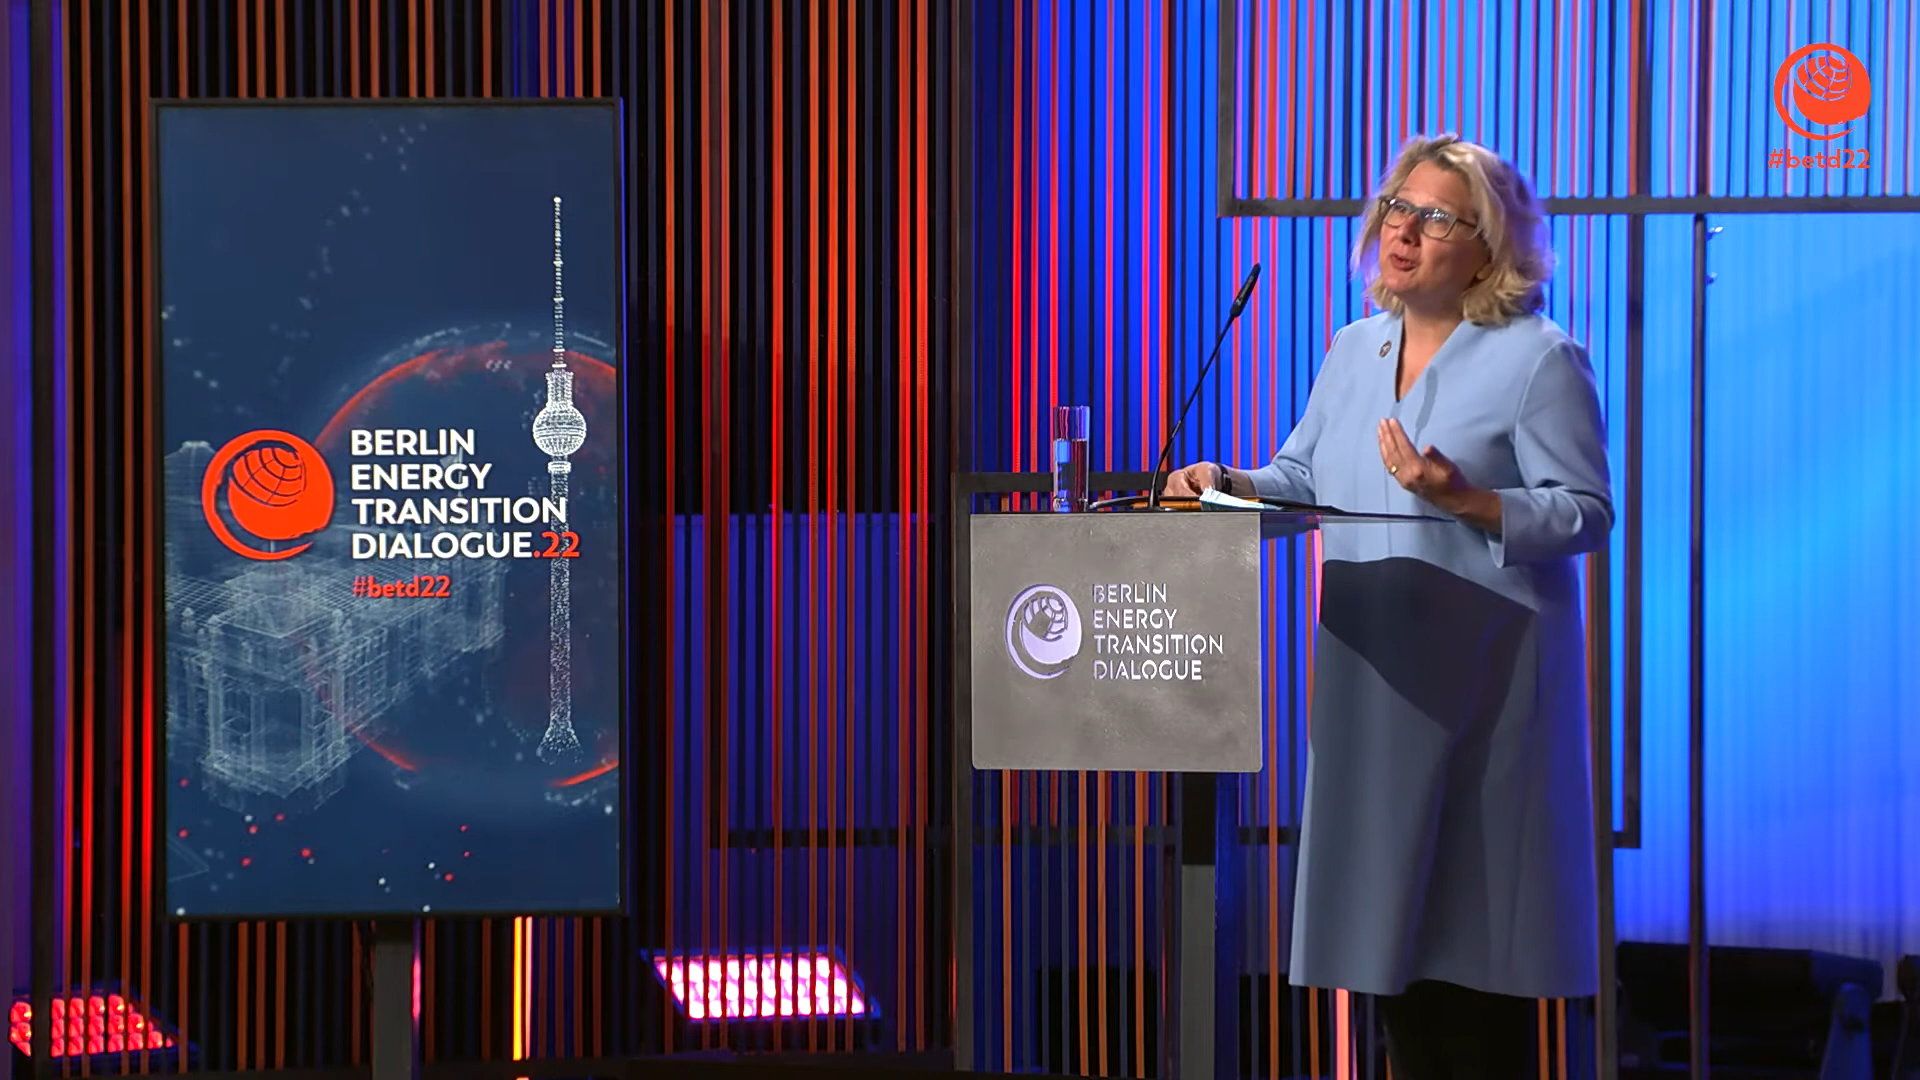 #betd22
BERLIN
ENERGY
TRANSITION
DIALOGUE.22
#betd22
BERLIN
ENERGY
TRANSITION
DIALOGUE